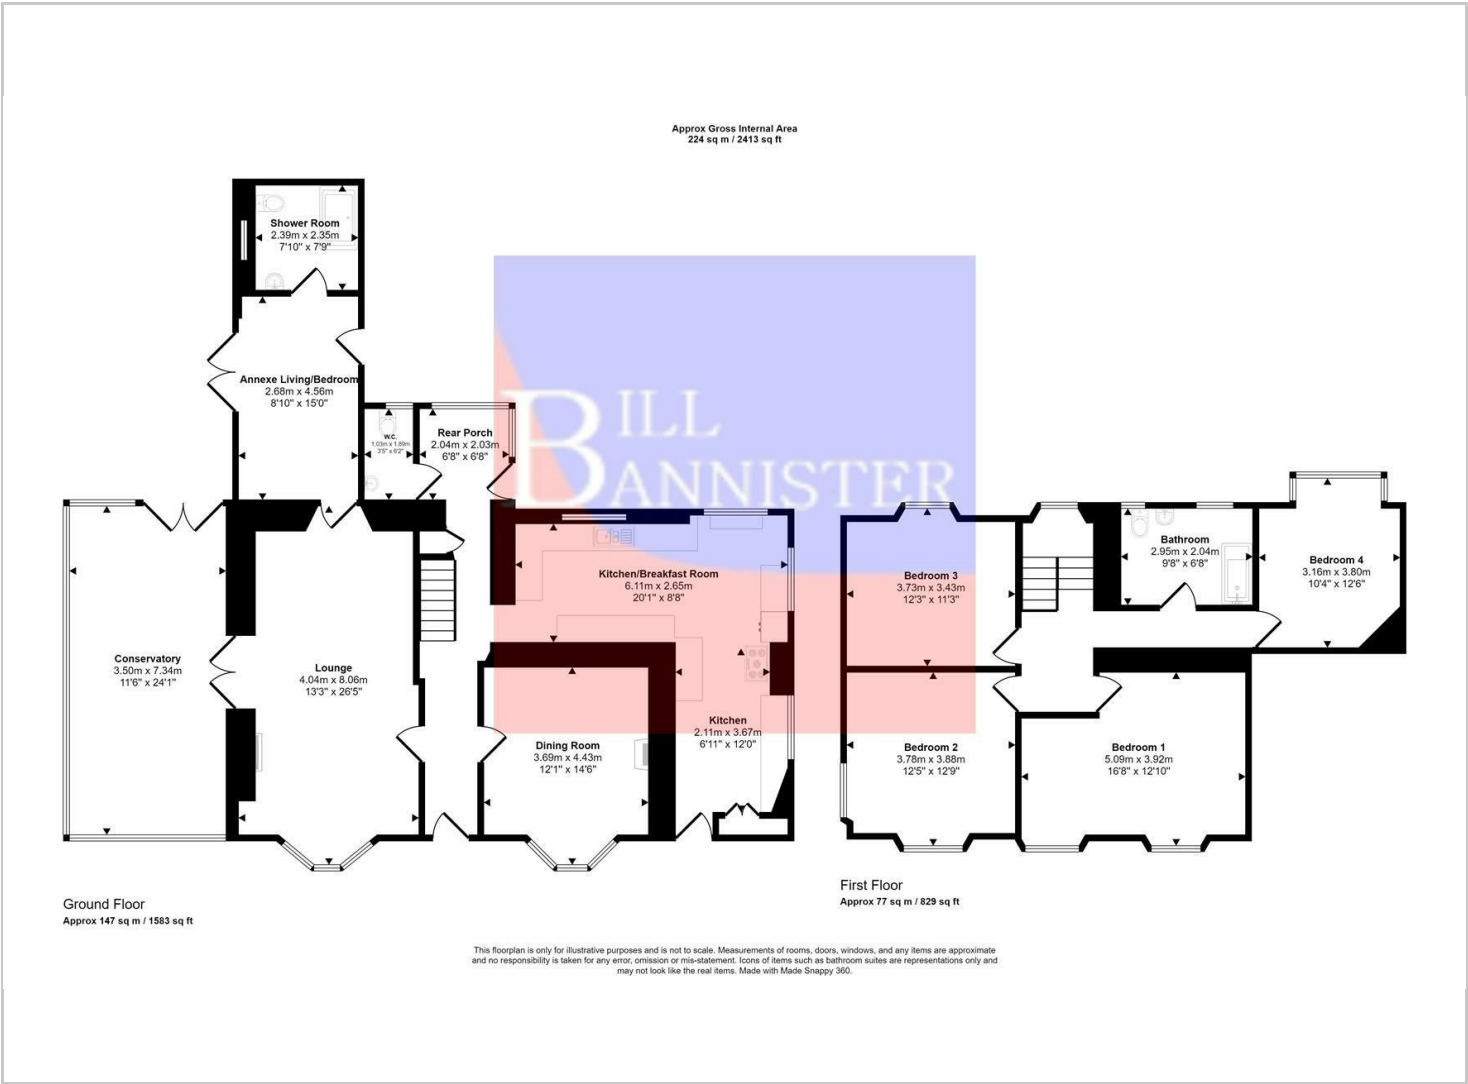 Approx Gross Internal Area
224 sq m / 2413 sq ft
Shower Room
2.39m x 2.35m
7'10" x 7'9"
Annexe Living/Bedroom
2.68m x 4.56m
8'10" x 15'0"
W.C.
1.03m x 1.89m
3'5" x 6'2"
Rear Porch
2.04m x 2.03m
6'8" x 6'8"
BILL
BANNISTER
Kitchen/Breakfast Room
6.11m x 2.65m
20'1" x 8'8"
Conservatory
3.50m x 7.34m
11'6" x 24'1"
Lounge
4.04m x 8.06m
13'3" x 26'5"
Dining Room
3.69m x 4.43m
12'1" x 14'6"
Kitchen
2.11m x 3.67m
6'11" x 12'0"
Bedroom 3
3.73m x 3.43m
12'3" x 11'3"
Bathroom
2.95m x 2.04m
9'8" x 6'8"
Bedroom 4
3.16m x 3.80m
10'4" x 12'6"
Bedroom 2
3.78m x 3.88m
12'5" x 12'9"
Bedroom 1
5.09m x 3.92m
16'8" x 12'10"
Ground Floor
Approx 147 sq m / 1583 sq ft
First Floor
Approx 77 sq m / 829 sq ft
This floorplan is only for illustrative purposes and is not to scale. Measurements of rooms, doors, windows, and any items are approximate
and no responsibility is taken for any error, omission or mis-statement. Icons of items such as bathroom suites are representations only and
may not look like the real items. Made with Made Snappy 360.